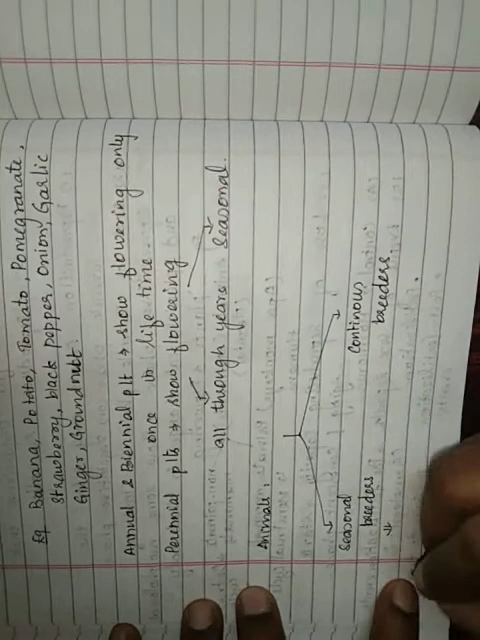 Eg Banana, Potato, Tomato, Pomegranate,
Strawberry, black pepper, Onion, Garlic
Ginger, Groundnutt.
Annual & Biennial plt → show flowering only
once in life time.
Perennial plts → show flowering
all through years seasonal.
Animals,
seasonal breeders
continous breeders